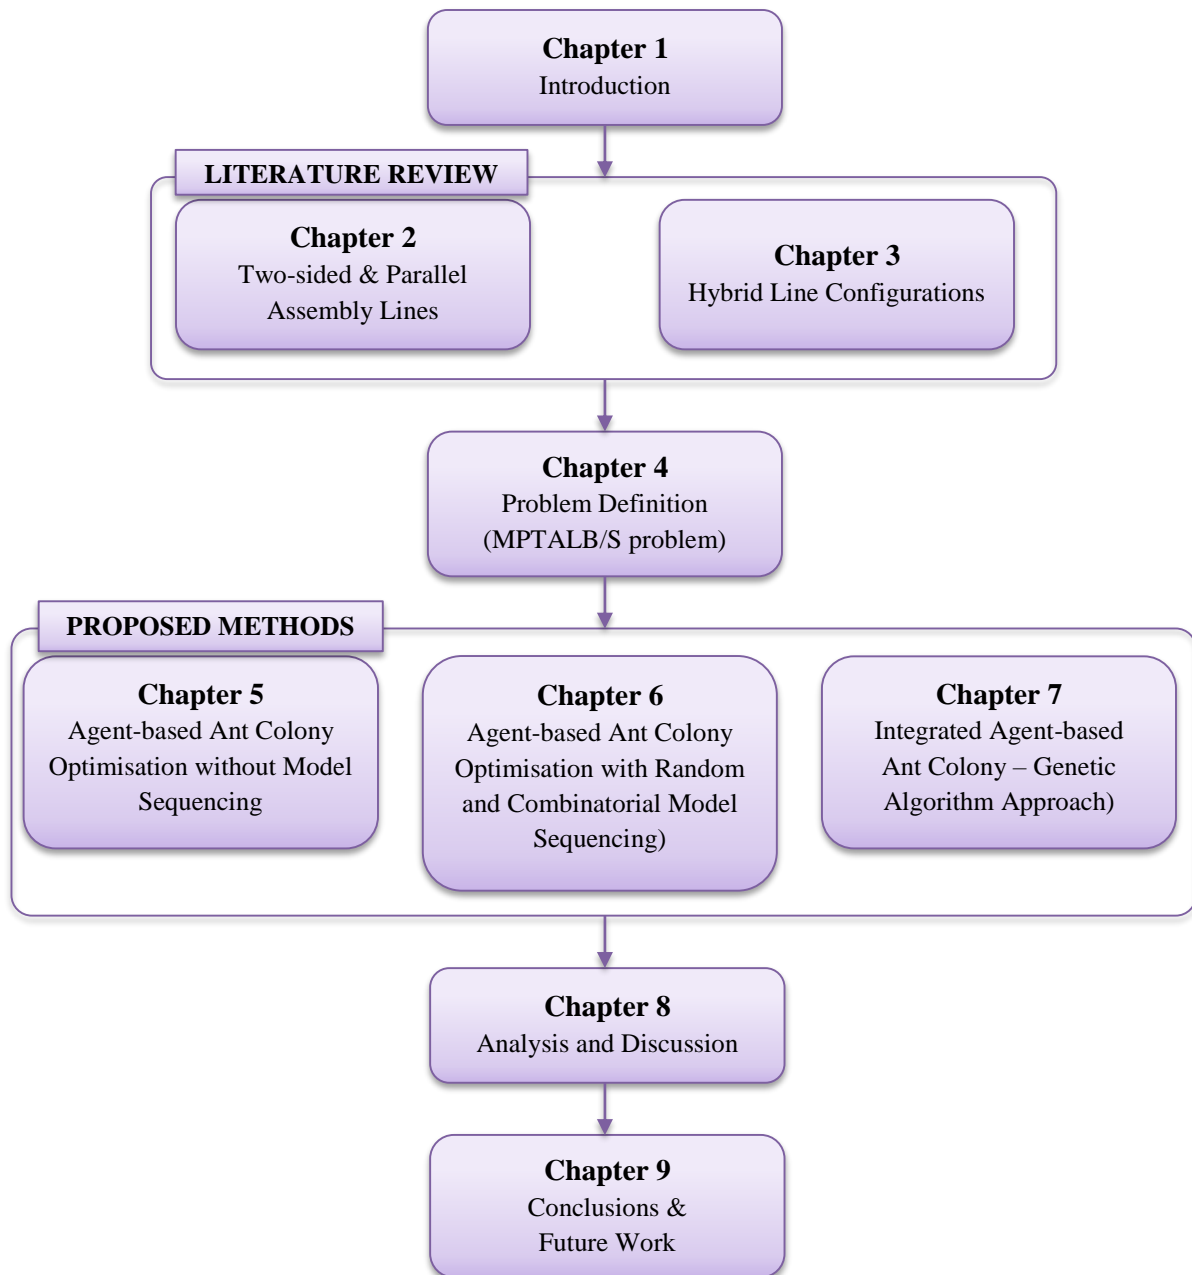 Chapter 1
Introduction
LITERATURE REVIEW
Chapter 2
Two-sided & Parallel
Assembly Lines
Chapter 3
Hybrid Line Configurations
Chapter 4
Problem Definition
(MPTALB/S problem)
PROPOSED METHODS
Chapter 5
Agent-based Ant Colony
Optimisation without Model
Sequencing
Chapter 6
Agent-based Ant Colony
Optimisation with Random
and Combinatorial Model
Sequencing)
Chapter 7
Integrated Agent-based
Ant Colony – Genetic
Algorithm Approach)
Chapter 8
Analysis and Discussion
Chapter 9
Conclusions &
Future Work